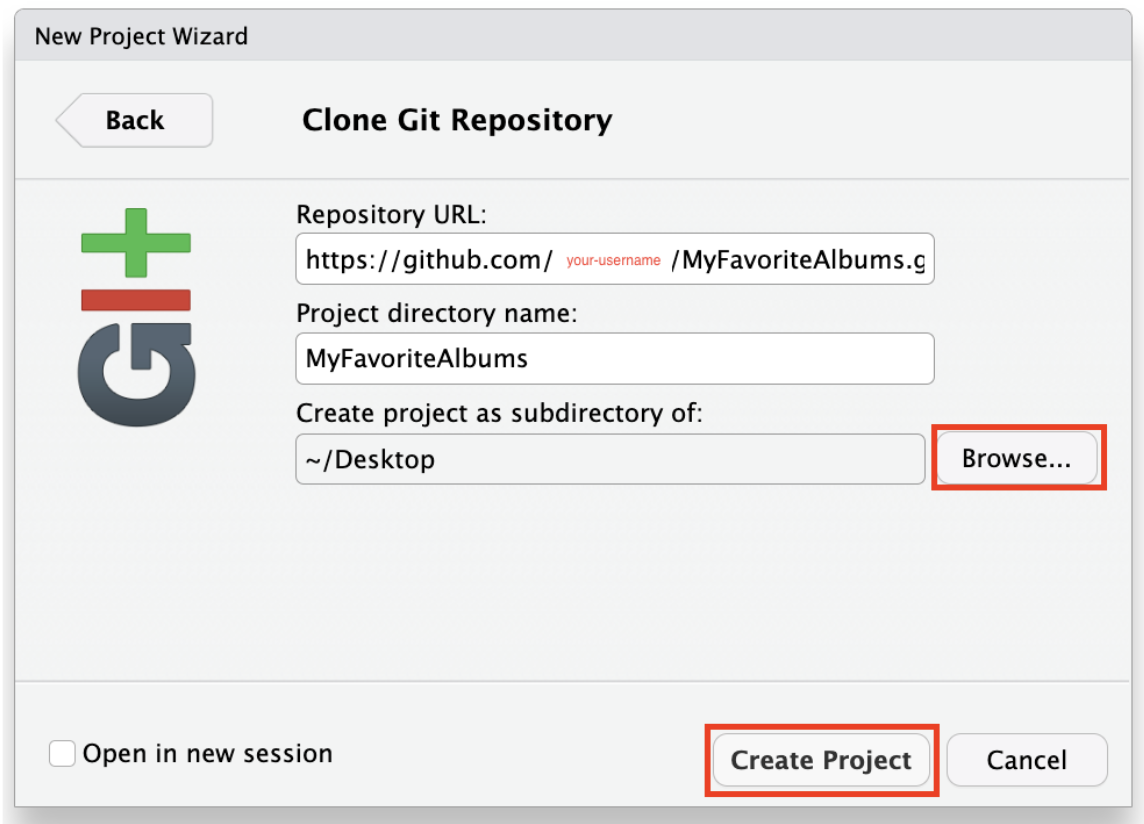 New Project Wizard
Back
Clone Git Repository
GIT
Repository URL:
https://github.com/ your-username /MyFavoriteAlbums.g
Project directory name:
MyFavoriteAlbums
Create project as subdirectory of:
~/Desktop
Browse...
Open in new session
Create Project
Cancel